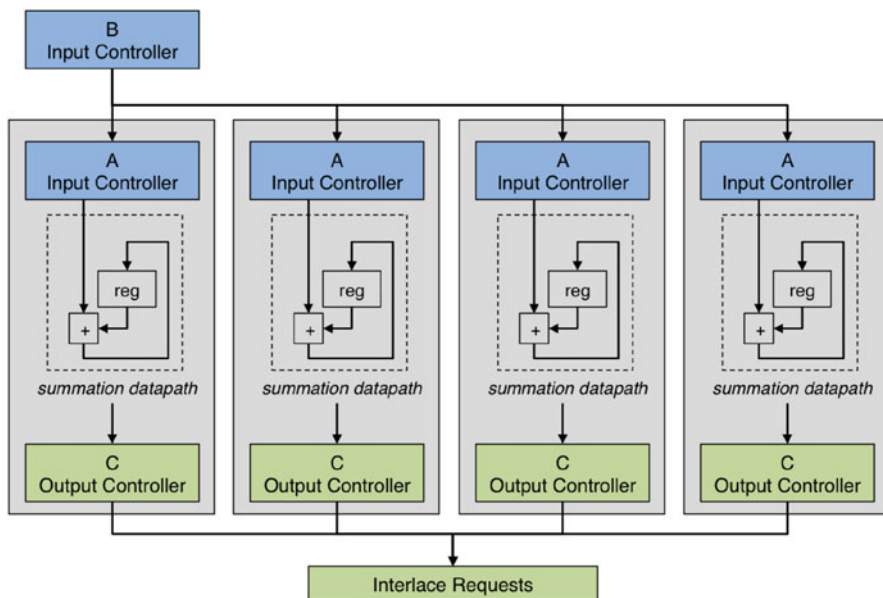 B
Input Controller
A
Input Controller
A
Input Controller
A
Input Controller
A
Input Controller
reg
+
reg
+
reg
+
reg
+
summation datapath
summation datapath
summation datapath
summation datapath
C
Output Controller
C
Output Controller
C
Output Controller
C
Output Controller
Interlace Requests